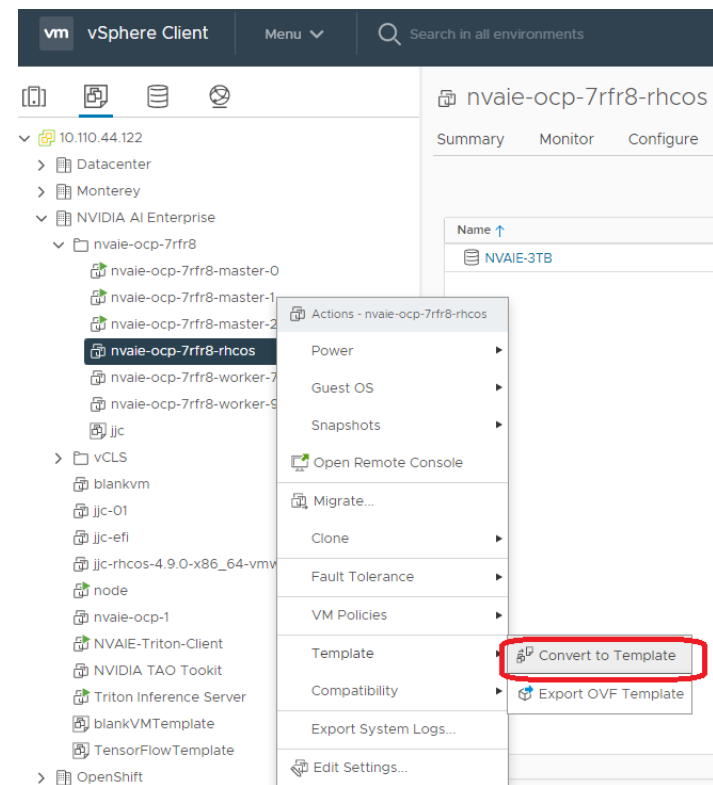 vm vSphere Client Menu Search in all environments
nvaie-ocp-7rfr8-rhcos
10.110.44.122
Summary Monitor Configure
Datacenter
Monterey
NVIDIA AI Enterprise
Name
nvaie-ocp-7rfr8
NVAIE-3TB
nvaie-ocp-7rfr8-master-0
nvaie-ocp-7rfr8-master-1
nvaie-ocp-7rfr8-master-2
nvaie-ocp-7rfr8-rhcos
nvaie-ocp-7rfr8-worker-7
nvaie-ocp-7rfr8-worker-9
jjc
vCLS
blankvm
jjc-01
jjc-efi
jjc-rhcos-4.9.0-x86_64-vmw
node
nvaie-ocp-1
NVAIE-Triton-Client
NVIDIA TAO Tookit
Triton Inference Server
blankVMTemplate
TensorFlowTemplate
OpenShift
Actions - nvaie-ocp-7rfr8-rhcos
Power
Guest OS
Snapshots
Open Remote Console
Migrate...
Clone
Fault Tolerance
VM Policies
Template
Convert to Template
Compatibility
Export OVF Template
Export System Logs...
Edit Settings...